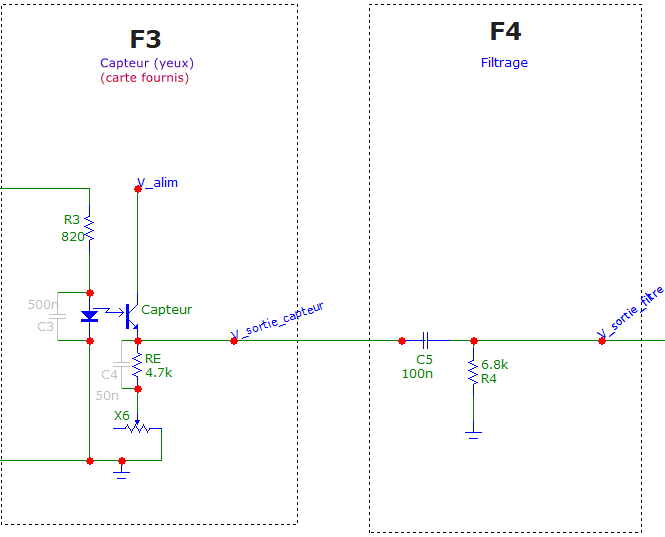 F3
Capteur (yeux)
(carte fournis)
V_alim
R3
820
500n
C3
Capteur
V_sortie_capteur
RE
4.7k
C4
50n
X6
F4
Filtrage
C5
100n
6.8k
R4
V_sortie_filtre